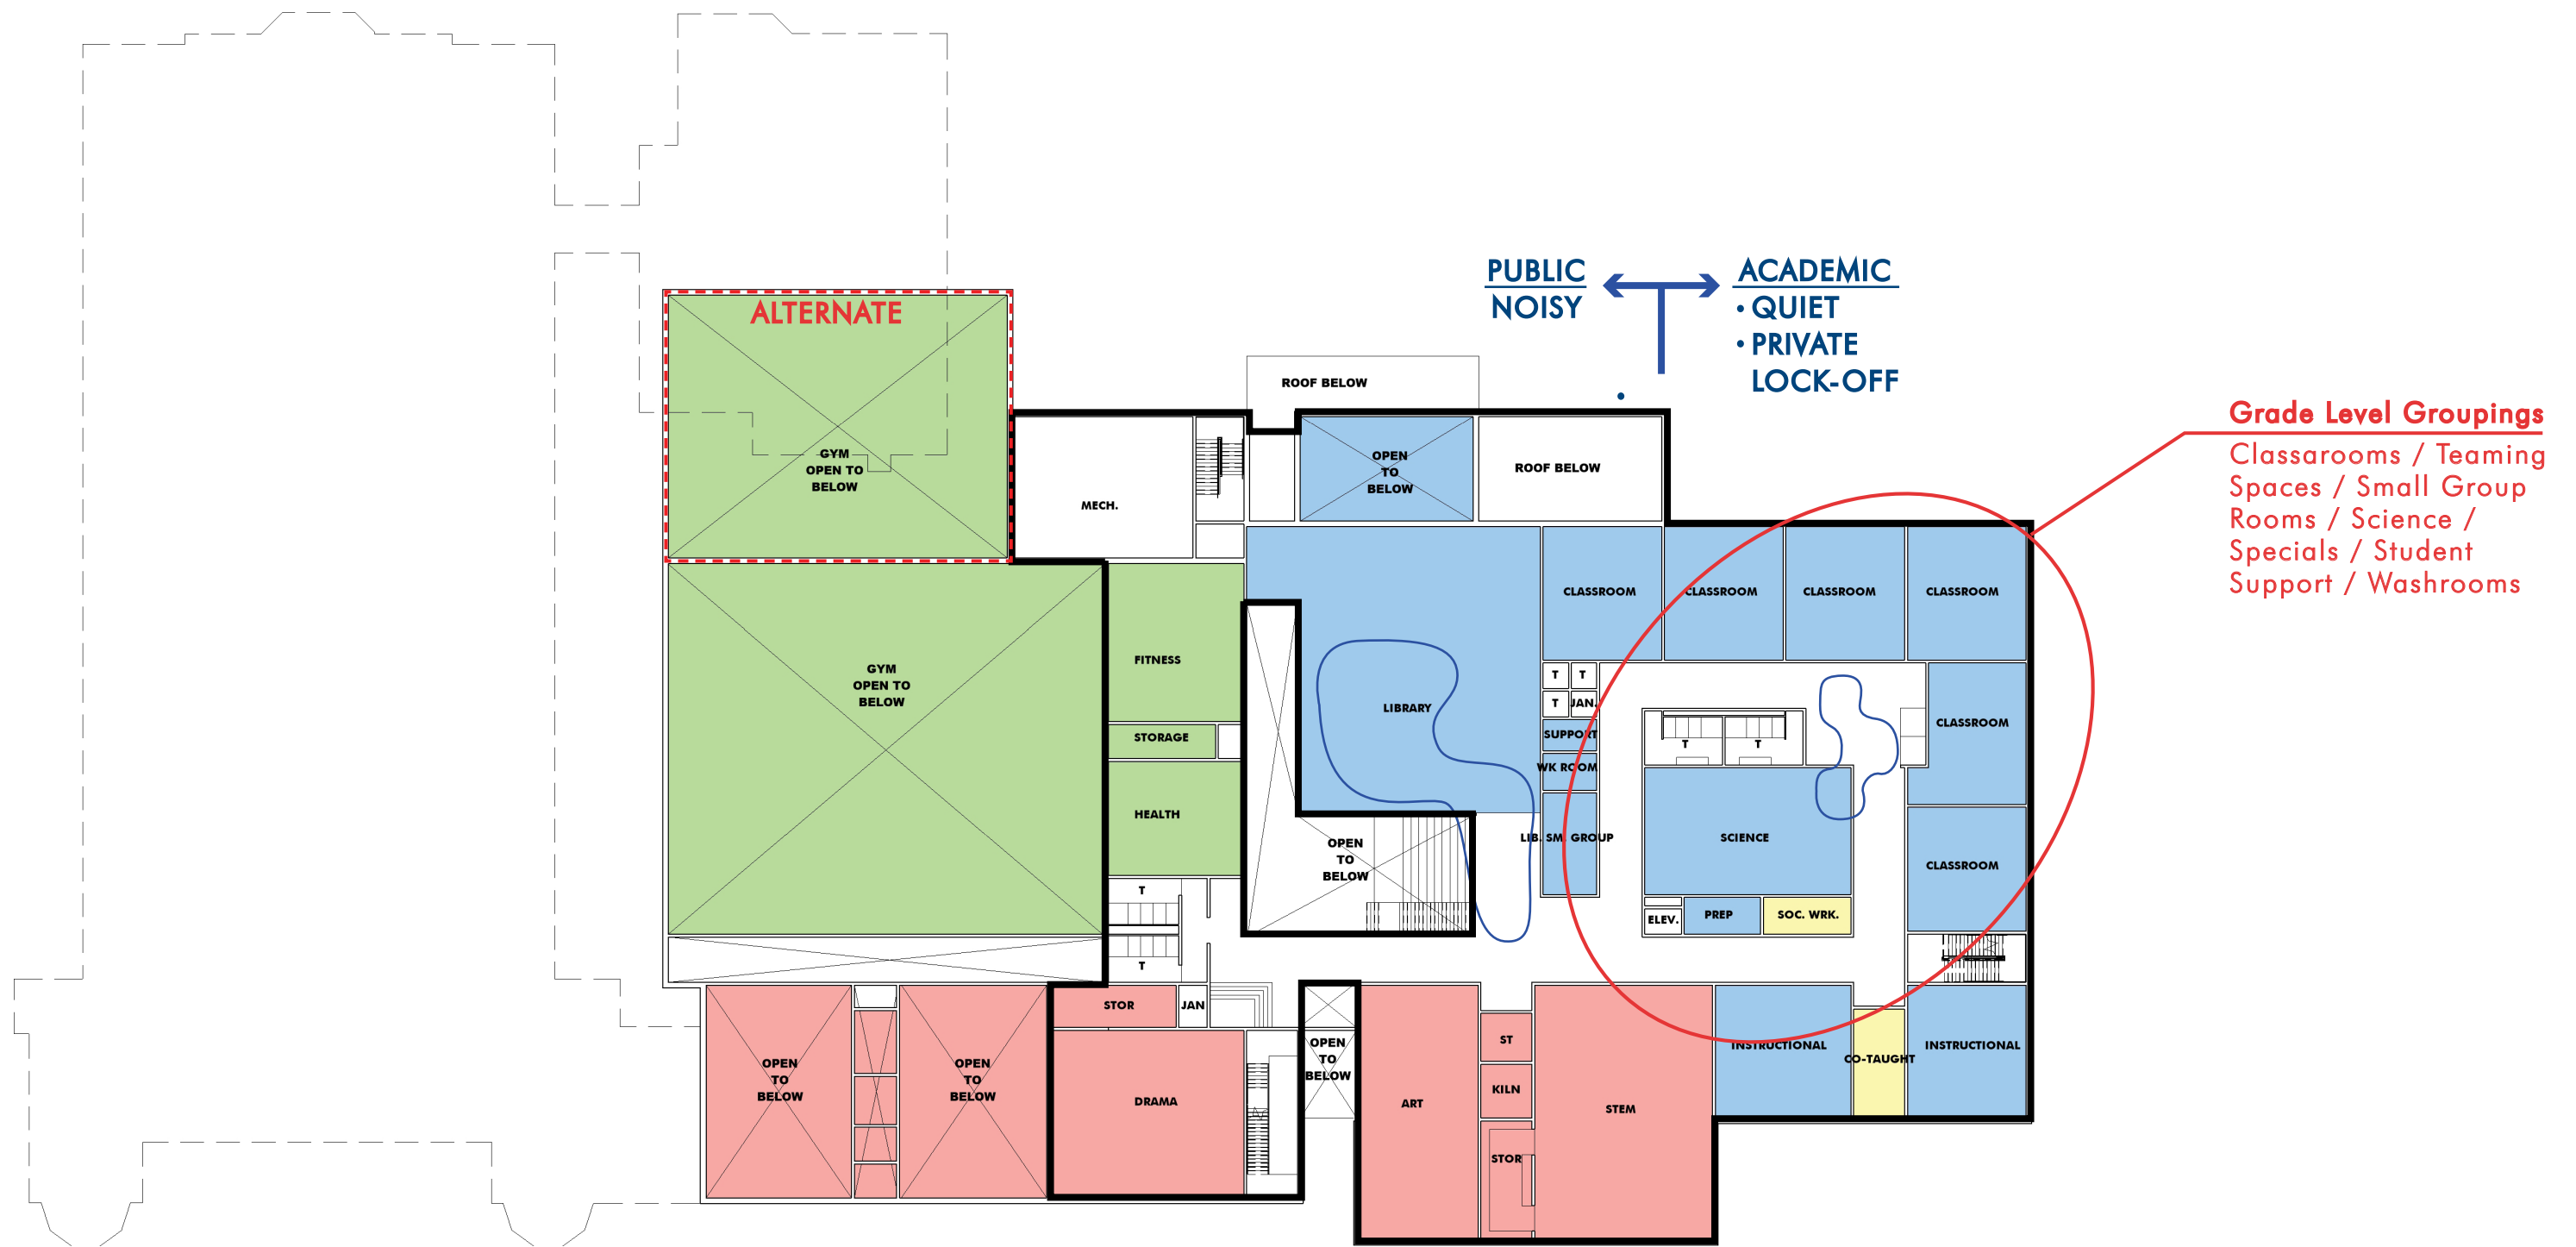 PUBLIC
NOISY
ACADEMIC
• QUIET
• PRIVATE
LOCK-OFF
ALTERNATE
GYM
OPEN TO
BELOW
ROOF BELOW
MECH.
OPEN
TO
BELOW
ROOF BELOW
Grade Level Groupings
Classarooms / Teaming
Spaces / Small Group
Rooms / Science /
Specials / Student
Support / Washrooms
CLASSROOM
CLASSROOM
CLASSROOM
CLASSROOM
GYM
OPEN TO
BELOW
FITNESS
STORAGE
HEALTH
LIBRARY
T
T
T
JAN.
SUPPORT
WK ROOM
LIB. SM. GROUP
T
T
CLASSROOM
SCIENCE
CLASSROOM
OPEN
TO
BELOW
ELEV.
PREP
SOC. WRK.
T
T
STOR
JAN
OPEN
TO
BELOW
OPEN
TO
BELOW
DRAMA
OPEN
TO
BELOW
ART
ST
KILN
STOR
STEM
INSTRUCTIONAL
CO-TAUGHT
INSTRUCTIONAL